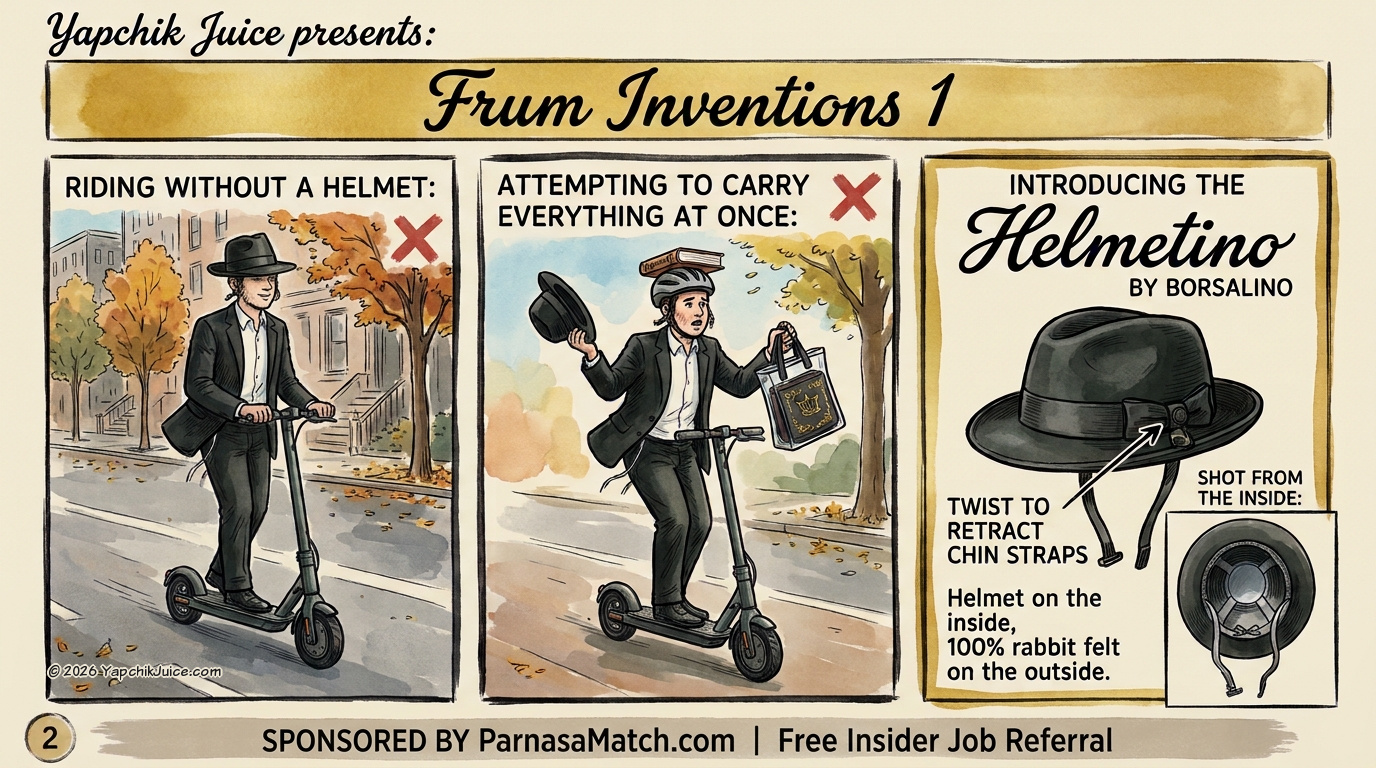 Yapchik Juice presents:
Frum Inventions 1
RIDING WITHOUT A HELMET:
© 2026 YapchikJuice.com
ATTEMPTING TO CARRY
EVERYTHING AT ONCE:
INTRODUCING THE
Helmetino
BY BORSALINO
TWIST TO
RETRACT
CHIN STRAPS
SHOT FROM
THE INSIDE:
Helmet on the
inside,
100% rabbit felt
on the outside.
2
SPONSORED BY ParnasaMatch.com | Free Insider Job Referral